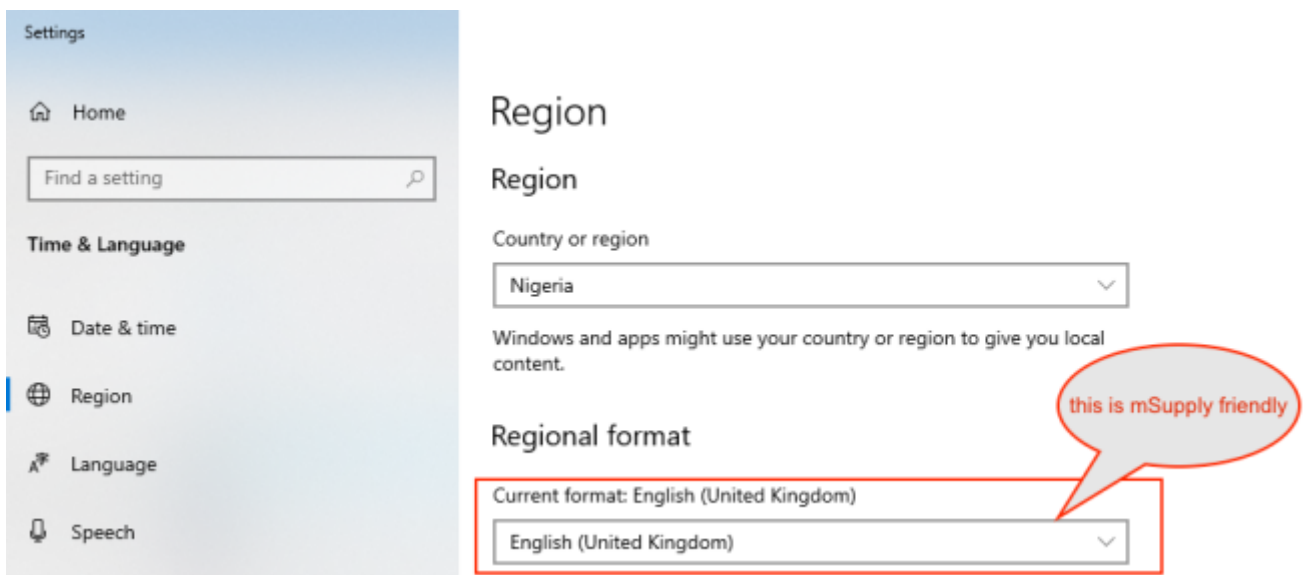 Settings
Home
Find a setting
Time & Language
Date & time
Region
Language
Speech
Region
Region
Country or region
Nigeria
Windows and apps might use your country or region to give you local
content.
this is mSupply friendly
Regional format
Current format: English (United Kingdom)
English (United Kingdom)